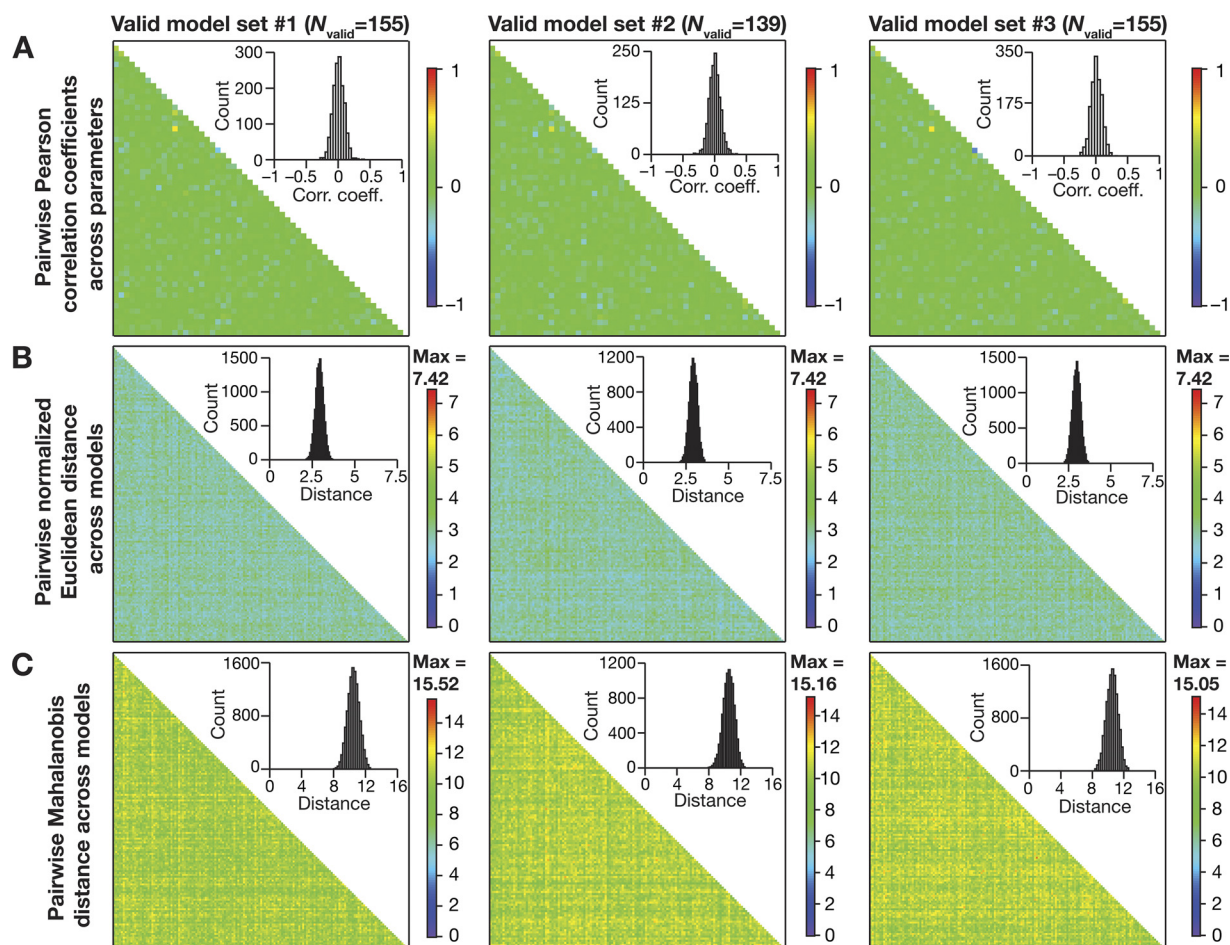 Valid model set #1 (Nvalid=155)
Valid model set #2 (Nvalid=139)
Valid model set #3 (Nvalid=155)
A
Pairwise Pearson
correlation coefficients
across parameters
300
200
100
0
Count
−1 −0.5 0 0.5 1
Corr. coeff.
1
0
−1
250
125
0
Count
−1 −0.5 0 0.5 1
Corr. coeff.
1
0
−1
350
175
0
Count
−1 −0.5 0 0.5 1
Corr. coeff.
1
0
−1
B
Pairwise normalized
Euclidean distance
across models
1500
1000
500
0
Count
0 2.5 5 7.5
Distance
Max =
7.42
7
6
5
4
3
2
1
0
1200
800
400
0
Count
0 2.5 5 7.5
Distance
Max =
7.42
7
6
5
4
3
2
1
0
1500
1000
500
0
Count
0 2.5 5 7.5
Distance
Max =
7.42
7
6
5
4
3
2
1
0
C
Pairwise Mahalanobis
distance across models
1600
800
0
Count
0 4 8 12 16
Distance
Max =
15.52
14
12
10
8
6
4
2
0
1200
800
400
0
Count
0 4 8 12 16
Distance
Max =
15.16
14
12
10
8
6
4
2
0
1600
800
0
Count
0 4 8 12 16
Distance
Max =
15.05
14
12
10
8
6
4
2
0